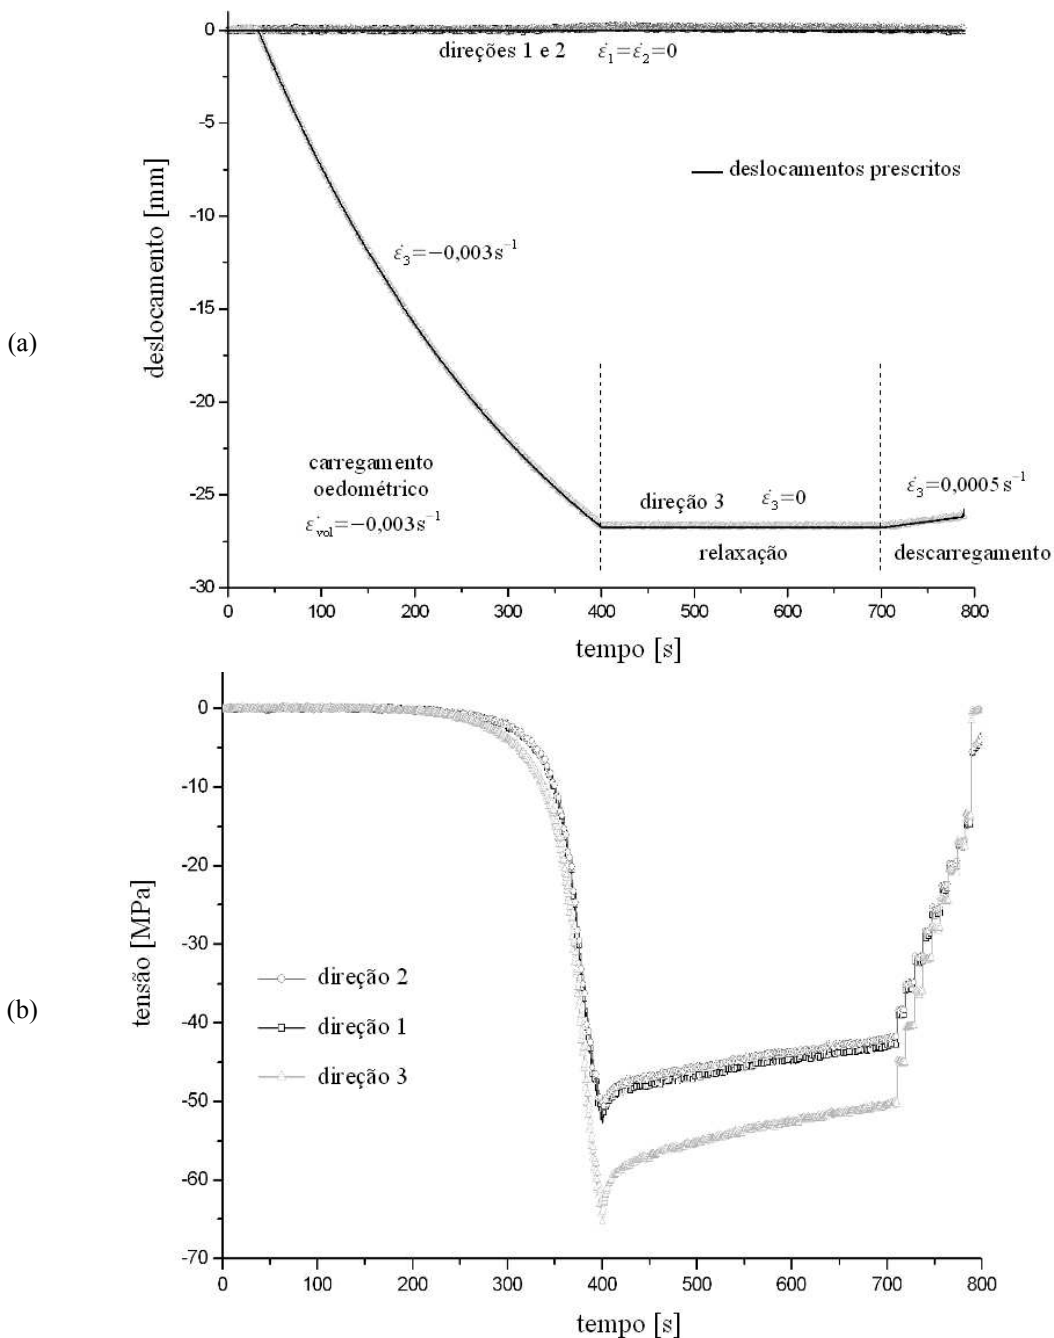 (a)
deslocamento [mm]
0
-5
-10
-15
-20
-25
-30
direções 1 e 2 ε̇₁=ε̇₂=0
deslocamentos prescritos
ε̇₃=−0,003s⁻¹
carregamento
oedométrico
ε̇vol=−0,003s⁻¹
direção 3 ε̇₃=0
relaxação
ε̇₃=0,0005s⁻¹
descarregamento
0 100 200 300 400 500 600 700 800
tempo [s]
(b)
tensão [MPa]
0
-10
-20
-30
-40
-50
-60
-70
direção 2
direção 1
direção 3
0 100 200 300 400 500 600 700 800
tempo [s]